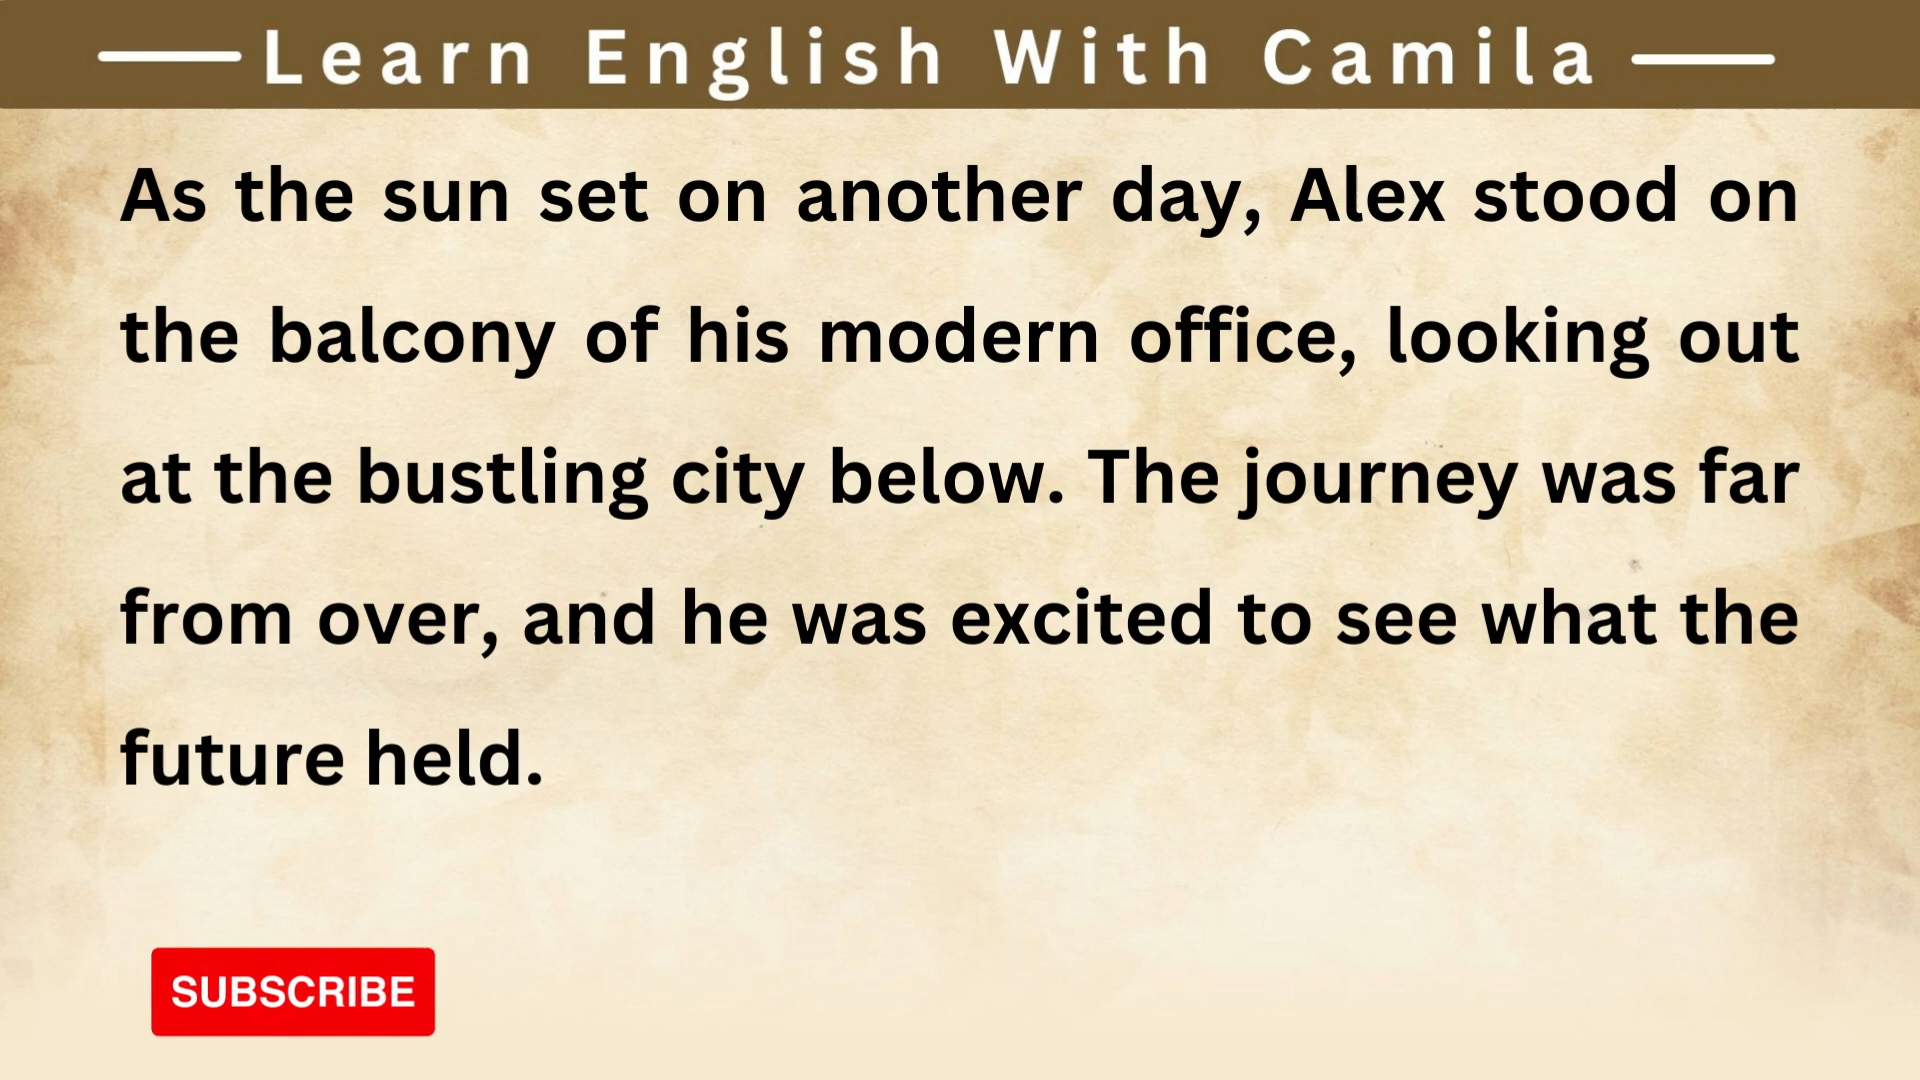 Learn English With Camila
As the sun set on another day, Alex stood on
the balcony of his modern office, looking out
at the bustling city below. The journey was far
from over, and he was excited to see what the
future held.
SUBSCRIBE